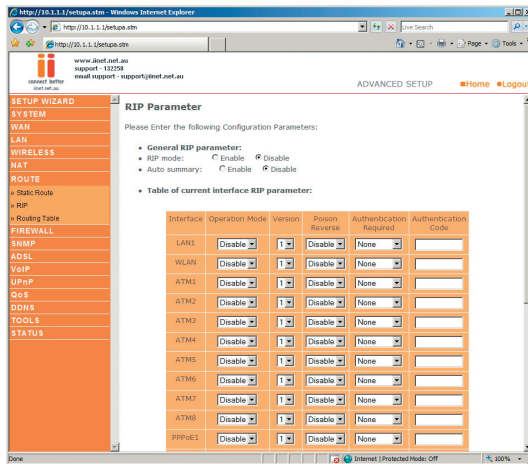 http://10.1.1.1/setupa.stm - Windows Internet Explorer
http://10.1.1.1/setupa.stm
Live Search
http://10.1.1.1/setupa.stm
Page
Tools
www.iinet.net.au
support - 132258
email support - support@iinet.net.au
connect better
iinet.net.au
ADVANCED SETUP
Home
Logout
SETUP WIZARD
SYSTEM
WAN
LAN
WIRELESS
NAT
ROUTE
» Static Route
» RIP
» Routing Table
FIREWALL
SNMP
ADSL
VoIP
UPnP
QoS
DDNS
TOOLS
STATUS
RIP Parameter
Please Enter the following Configuration Parameters:
• General RIP parameter:
• RIP mode: Enable Disable
• Auto summary: Enable Disable
• Table of current interface RIP parameter:
Interface Operation Mode Version Poison Reverse Authentication Required Authentication Code
LAN1 Disable 1 Disable None
WLAN Disable 1 Disable None
ATM1 Disable 1 Disable None
ATM2 Disable 1 Disable None
ATM3 Disable 1 Disable None
ATM4 Disable 1 Disable None
ATM5 Disable 1 Disable None
ATM6 Disable 1 Disable None
ATM7 Disable 1 Disable None
ATM8 Disable 1 Disable None
PPPoE1 Disable 1 Disable None
Done
Internet | Protected Mode: Off
100%